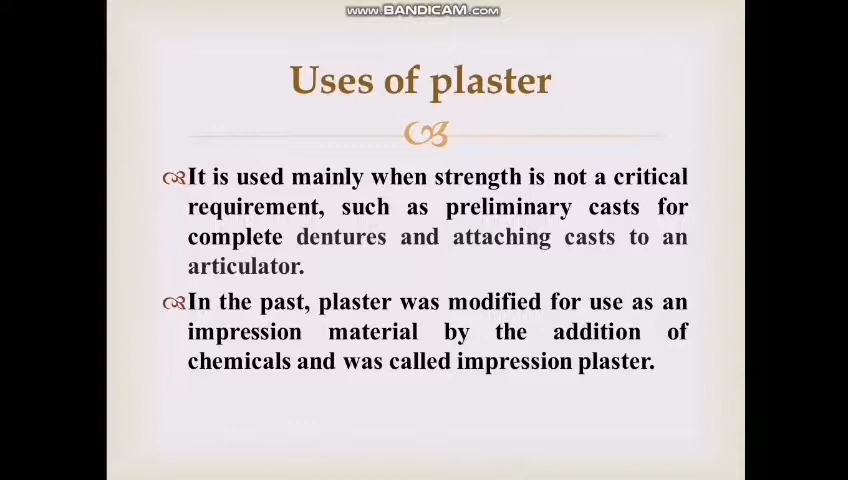 www.BANDICAM.com
Uses of plaster
It is used mainly when strength is not a critical
requirement, such as preliminary casts for
complete dentures and attaching casts to an
articulator.
In the past, plaster was modified for use as an
impression material by the addition of
chemicals and was called impression plaster.